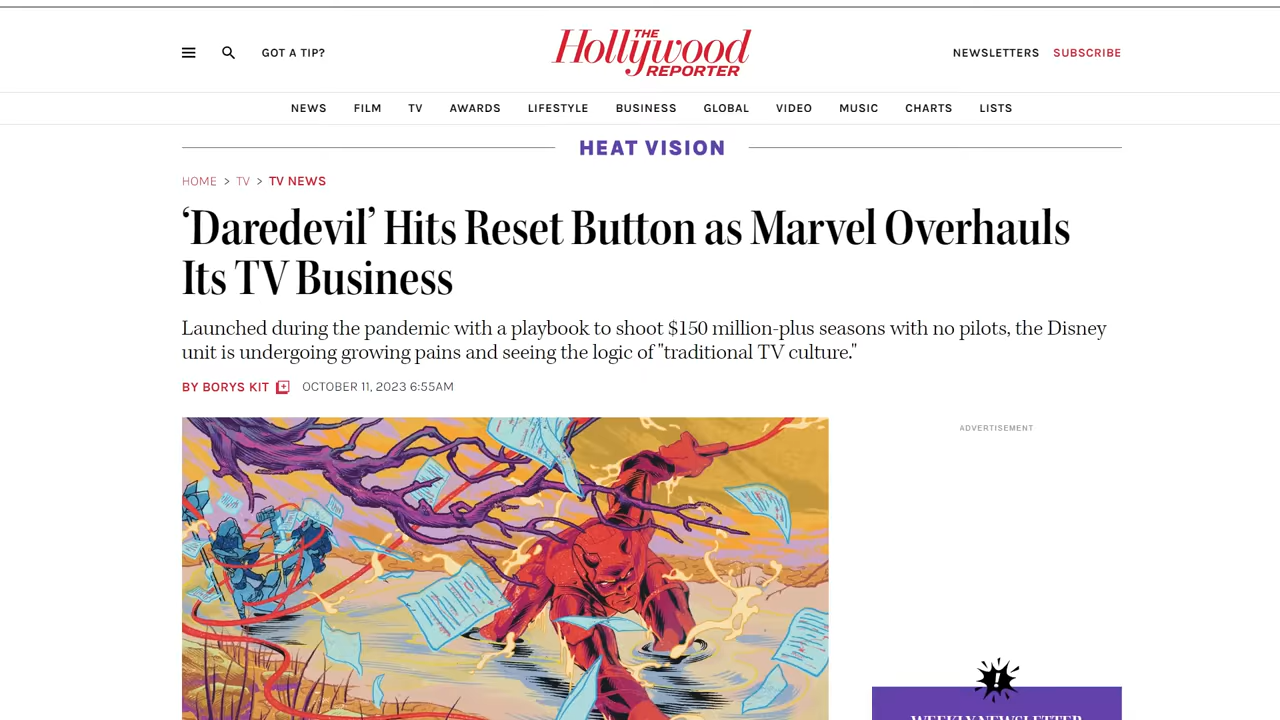 GOT A TIP?
THE
Hollywood
REPORTER
NEWSLETTERS SUBSCRIBE
NEWS FILM TV AWARDS LIFESTYLE BUSINESS GLOBAL VIDEO MUSIC CHARTS LISTS
HEAT VISION
HOME > TV > TV NEWS
‘Daredevil’ Hits Reset Button as Marvel Overhauls
Its TV Business
Launched during the pandemic with a playbook to shoot $150 million-plus seasons with no pilots, the Disney
unit is undergoing growing pains and seeing the logic of "traditional TV culture."
BY BORYS KIT OCTOBER 11, 2023 6:55AM
ADVERTISEMENT
!
WEEKLY NEWSLETTER